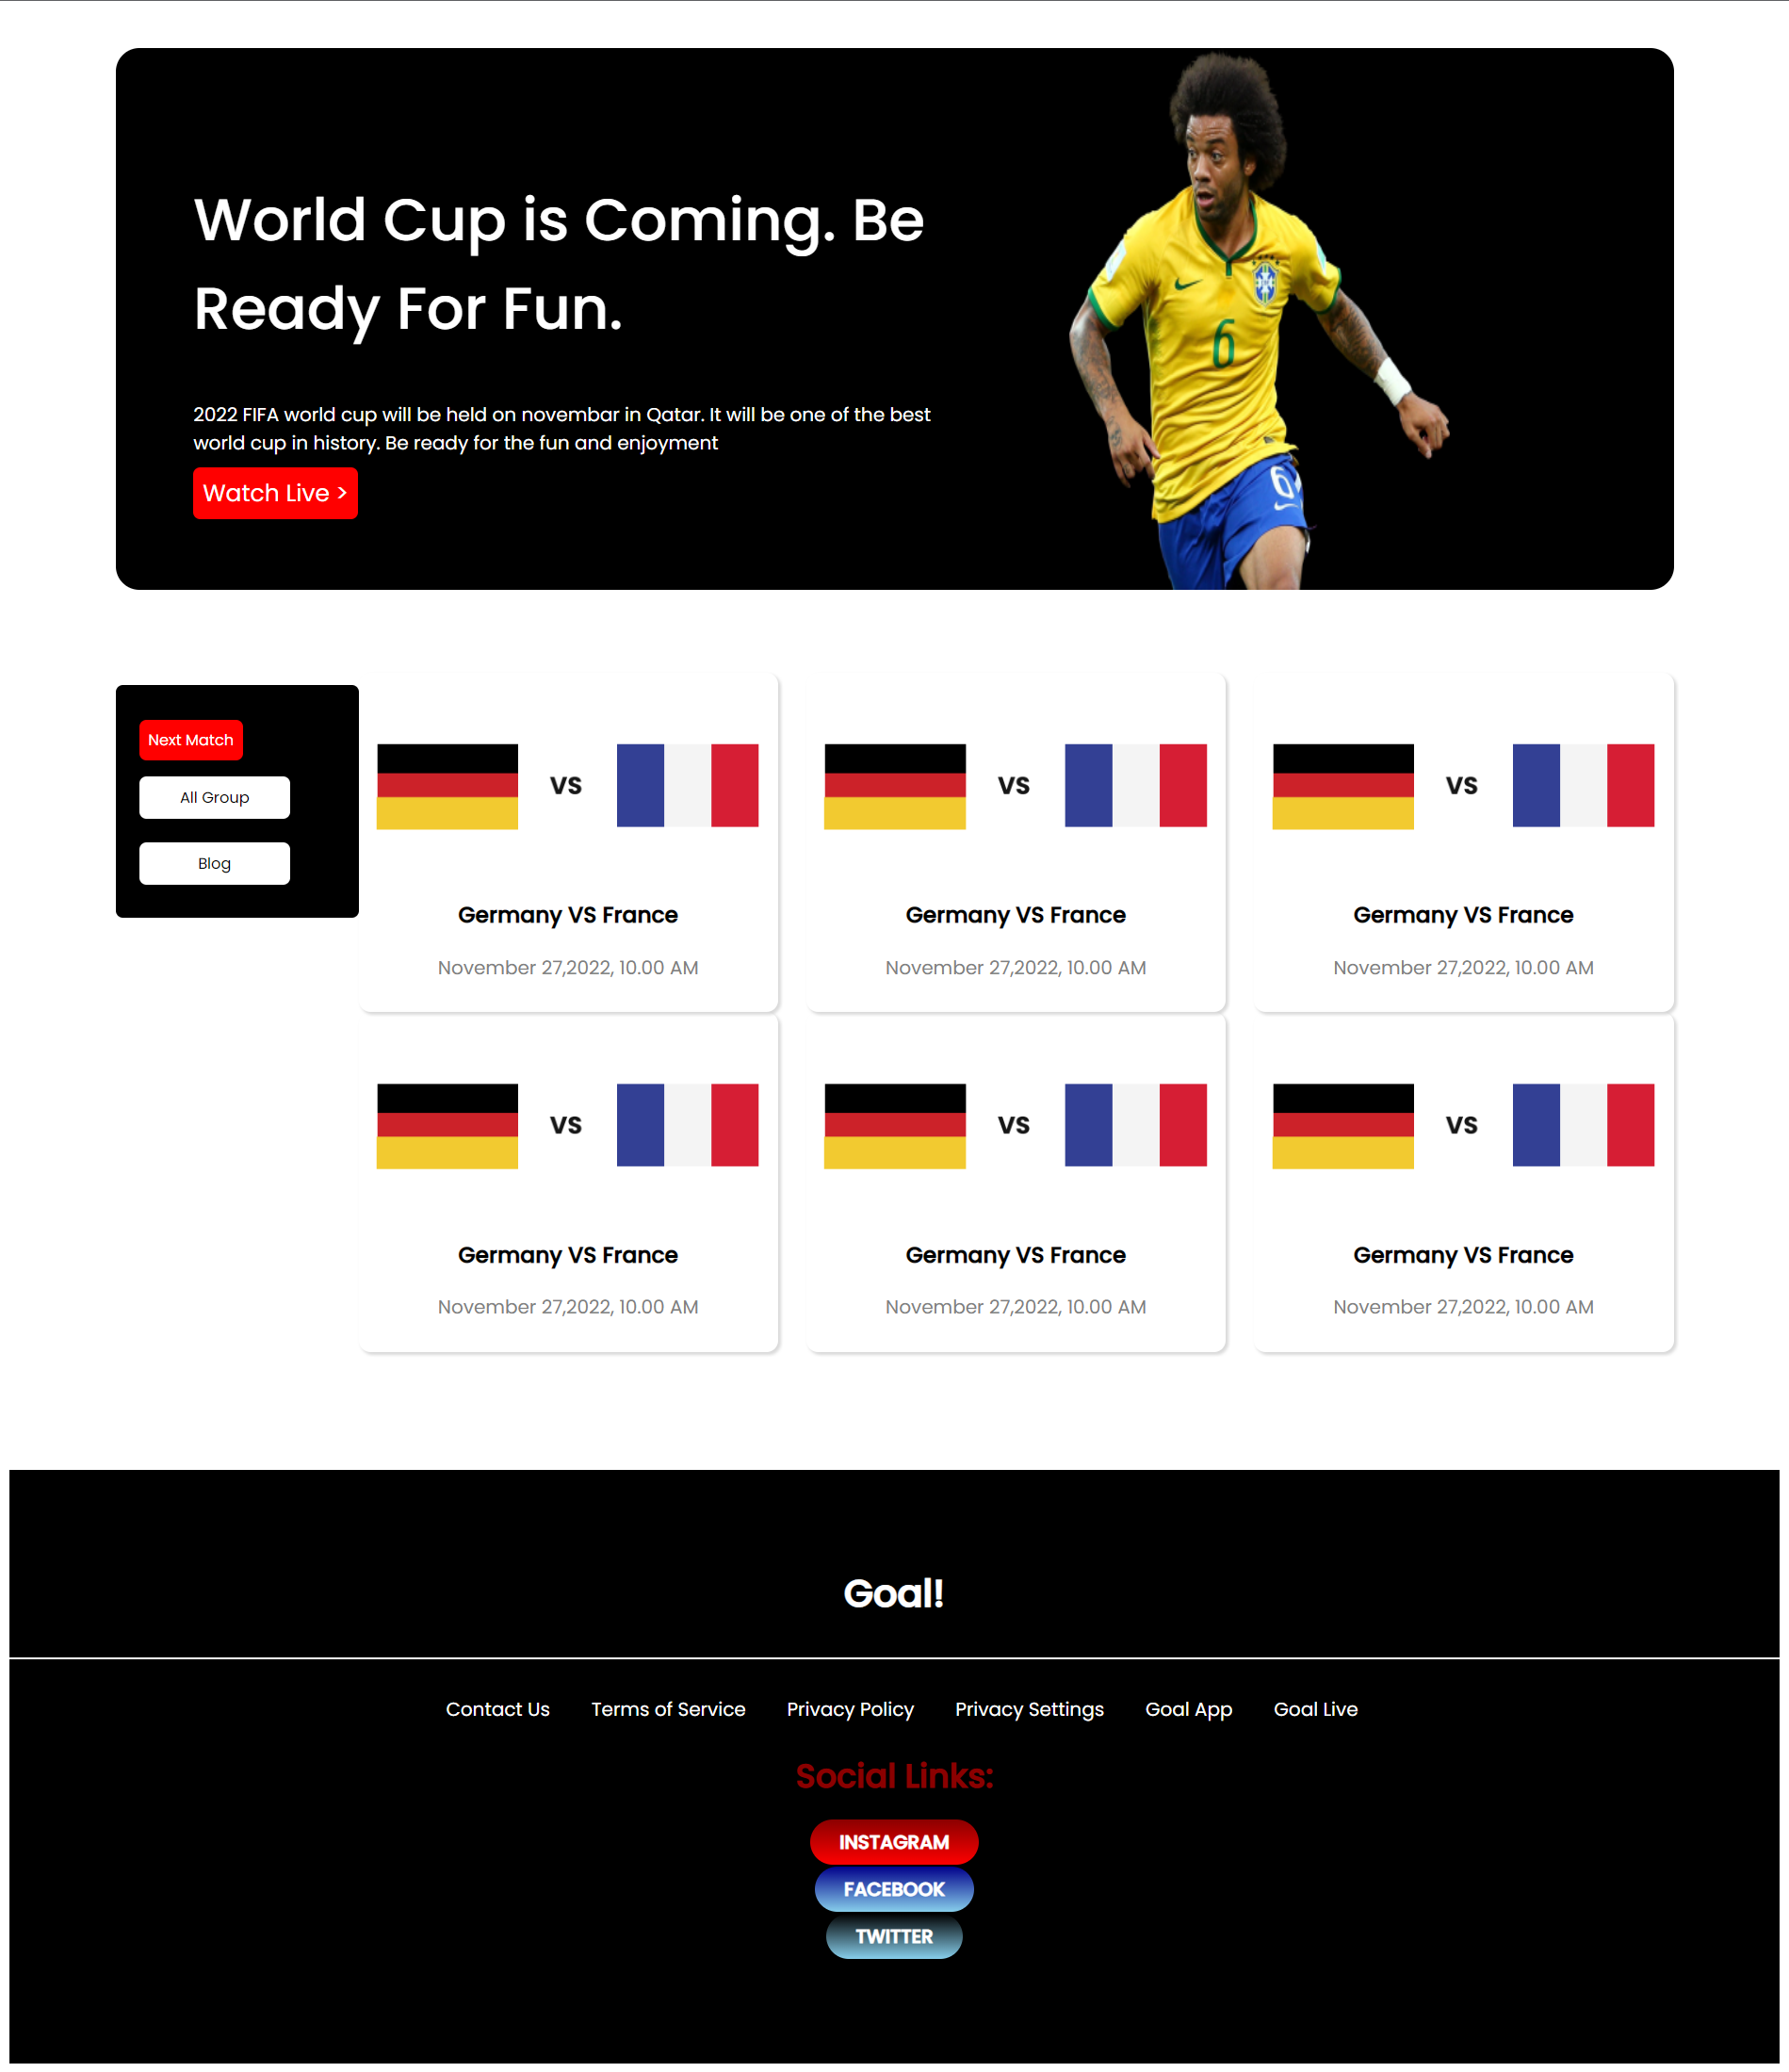 World Cup is Coming. Be
Ready For Fun.
2022 FIFA world cup will be held on novembar in Qatar. It will be one of the best
world cup in history. Be ready for the fun and enjoyment
Watch Live >
6
6
Next Match
All Group
Blog
VS
VS
VS
Germany VS France
Germany VS France
Germany VS France
November 27,2022, 10.00 AM
November 27,2022, 10.00 AM
November 27,2022, 10.00 AM
VS
VS
VS
Germany VS France
Germany VS France
Germany VS France
November 27,2022, 10.00 AM
November 27,2022, 10.00 AM
November 27,2022, 10.00 AM
Goal!
Contact Us Terms of Service Privacy Policy Privacy Settings Goal App Goal Live
Social Links:
INSTAGRAM
FACEBOOK
TWITTER